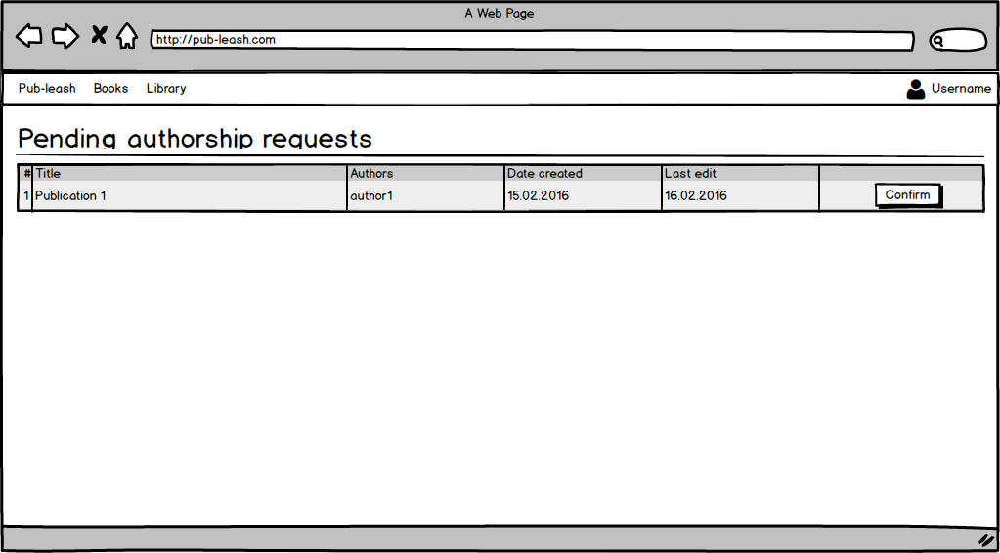 A Web Page
http://pub-leash.com
Pub-leash Books Library Username
Pending authorship requests
# Title Authors Date created Last edit
1 Publication 1 author1 15.02.2016 16.02.2016 Confirm